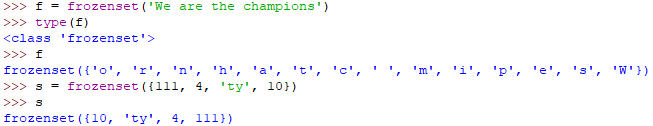 >>> f = frozenset('We are the champions')
>>> type(f)
<class 'frozenset'>
>>> f
frozenset({'o', 'r', 'n', 'h', 'a', 't', 'c', ' ', 'm', 'i', 'p', 'e', 's', 'W'})
>>> s = frozenset({111, 4, 'ty', 10})
>>> s
frozenset({10, 'ty', 4, 111})